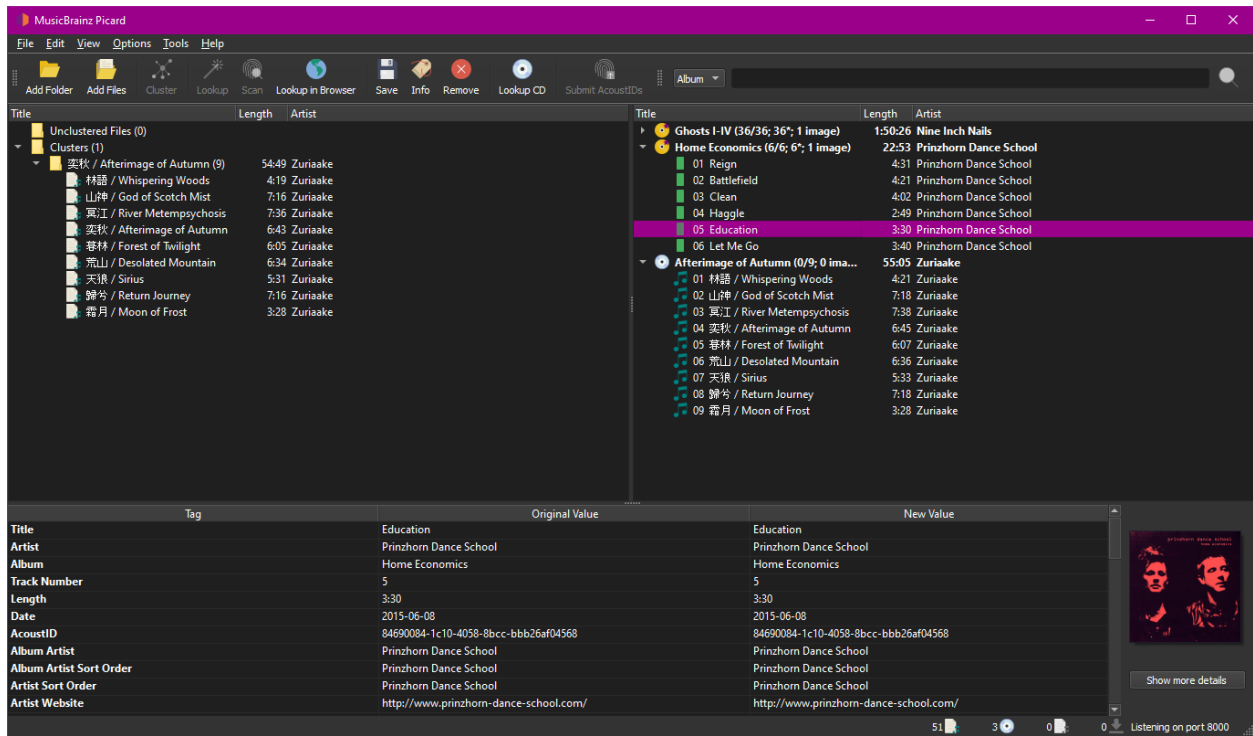 MusicBrainz Picard
File Edit View Options Tools Help
Add Folder Add Files Cluster Lookup Scan Lookup in Browser Save Info Remove Lookup CD Submit AcoustIDs Album
Title Length Artist
Unclustered Files (0)
Clusters (1)
奕秋 / Afterimage of Autumn (9) 54:49 Zuriaake
林語 / Whispering Woods 4:19 Zuriaake
山神 / God of Scotch Mist 7:16 Zuriaake
冥江 / River Metempsychosis 7:36 Zuriaake
奕秋 / Afterimage of Autumn 6:43 Zuriaake
暮林 / Forest of Twilight 6:05 Zuriaake
荒山 / Desolated Mountain 6:34 Zuriaake
天狼 / Sirius 5:31 Zuriaake
歸兮 / Return Journey 7:16 Zuriaake
霜月 / Moon of Frost 3:28 Zuriaake
Title Length Artist
Ghosts I-IV (36/36; 36*; 1 image) 1:50:26 Nine Inch Nails
Home Economics (6/6; 6*; 1 image) 22:53 Prinzhorn Dance School
01 Reign 4:31 Prinzhorn Dance School
02 Battlefield 4:21 Prinzhorn Dance School
03 Clean 4:02 Prinzhorn Dance School
04 Haggle 2:49 Prinzhorn Dance School
05 Education 3:30 Prinzhorn Dance School
06 Let Me Go 3:40 Prinzhorn Dance School
Afterimage of Autumn (0/9; 0 ima... 55:05 Zuriaake
01 林語 / Whispering Woods 4:21 Zuriaake
02 山神 / God of Scotch Mist 7:18 Zuriaake
03 冥江 / River Metempsychosis 7:38 Zuriaake
04 奕秋 / Afterimage of Autumn 6:45 Zuriaake
05 暮林 / Forest of Twilight 6:07 Zuriaake
06 荒山 / Desolated Mountain 6:36 Zuriaake
07 天狼 / Sirius 5:33 Zuriaake
08 歸兮 / Return Journey 7:18 Zuriaake
09 霜月 / Moon of Frost 3:28 Zuriaake
Tag Original Value New Value
Title Education Education
Artist Prinzhorn Dance School Prinzhorn Dance School
Album Home Economics Home Economics
Track Number 5 5
Length 3:30 3:30
Date 2015-06-08 2015-06-08
AcoustID 84690084-1c10-4058-8bcc-bbb26af04568 84690084-1c10-4058-8bcc-bbb26af04568
Album Artist Prinzhorn Dance School Prinzhorn Dance School
Album Artist Sort Order Prinzhorn Dance School Prinzhorn Dance School
Artist Sort Order Prinzhorn Dance School Prinzhorn Dance School
Artist Website http://www.prinzhorn-dance-school.com/ http://www.prinzhorn-dance-school.com/
prinzhorn dance school
home economics
Show more details
51 3 0 0 Listening on port 8000